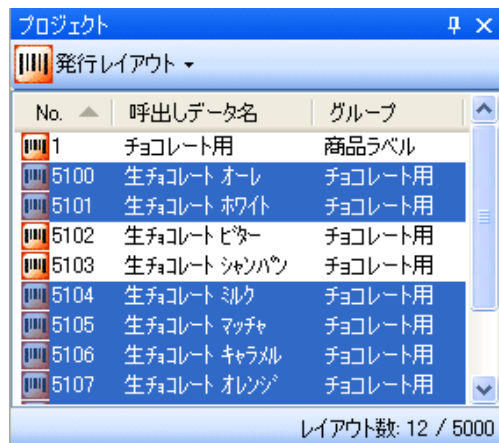 プロジェクト
発行レイアウト
No. 呼出しデータ名 グループ
1 チョコレート用 商品ラベル
5100 生チョコレート オーレ チョコレート用
5101 生チョコレート ホワイト チョコレート用
5102 生チョコレート ビター チョコレート用
5103 生チョコレート シャンパン チョコレート用
5104 生チョコレート ミルク チョコレート用
5105 生チョコレート マッチャ チョコレート用
5106 生チョコレート キャラメル チョコレート用
5107 生チョコレート オレンジ チョコレート用
レイアウト数: 12 / 5000